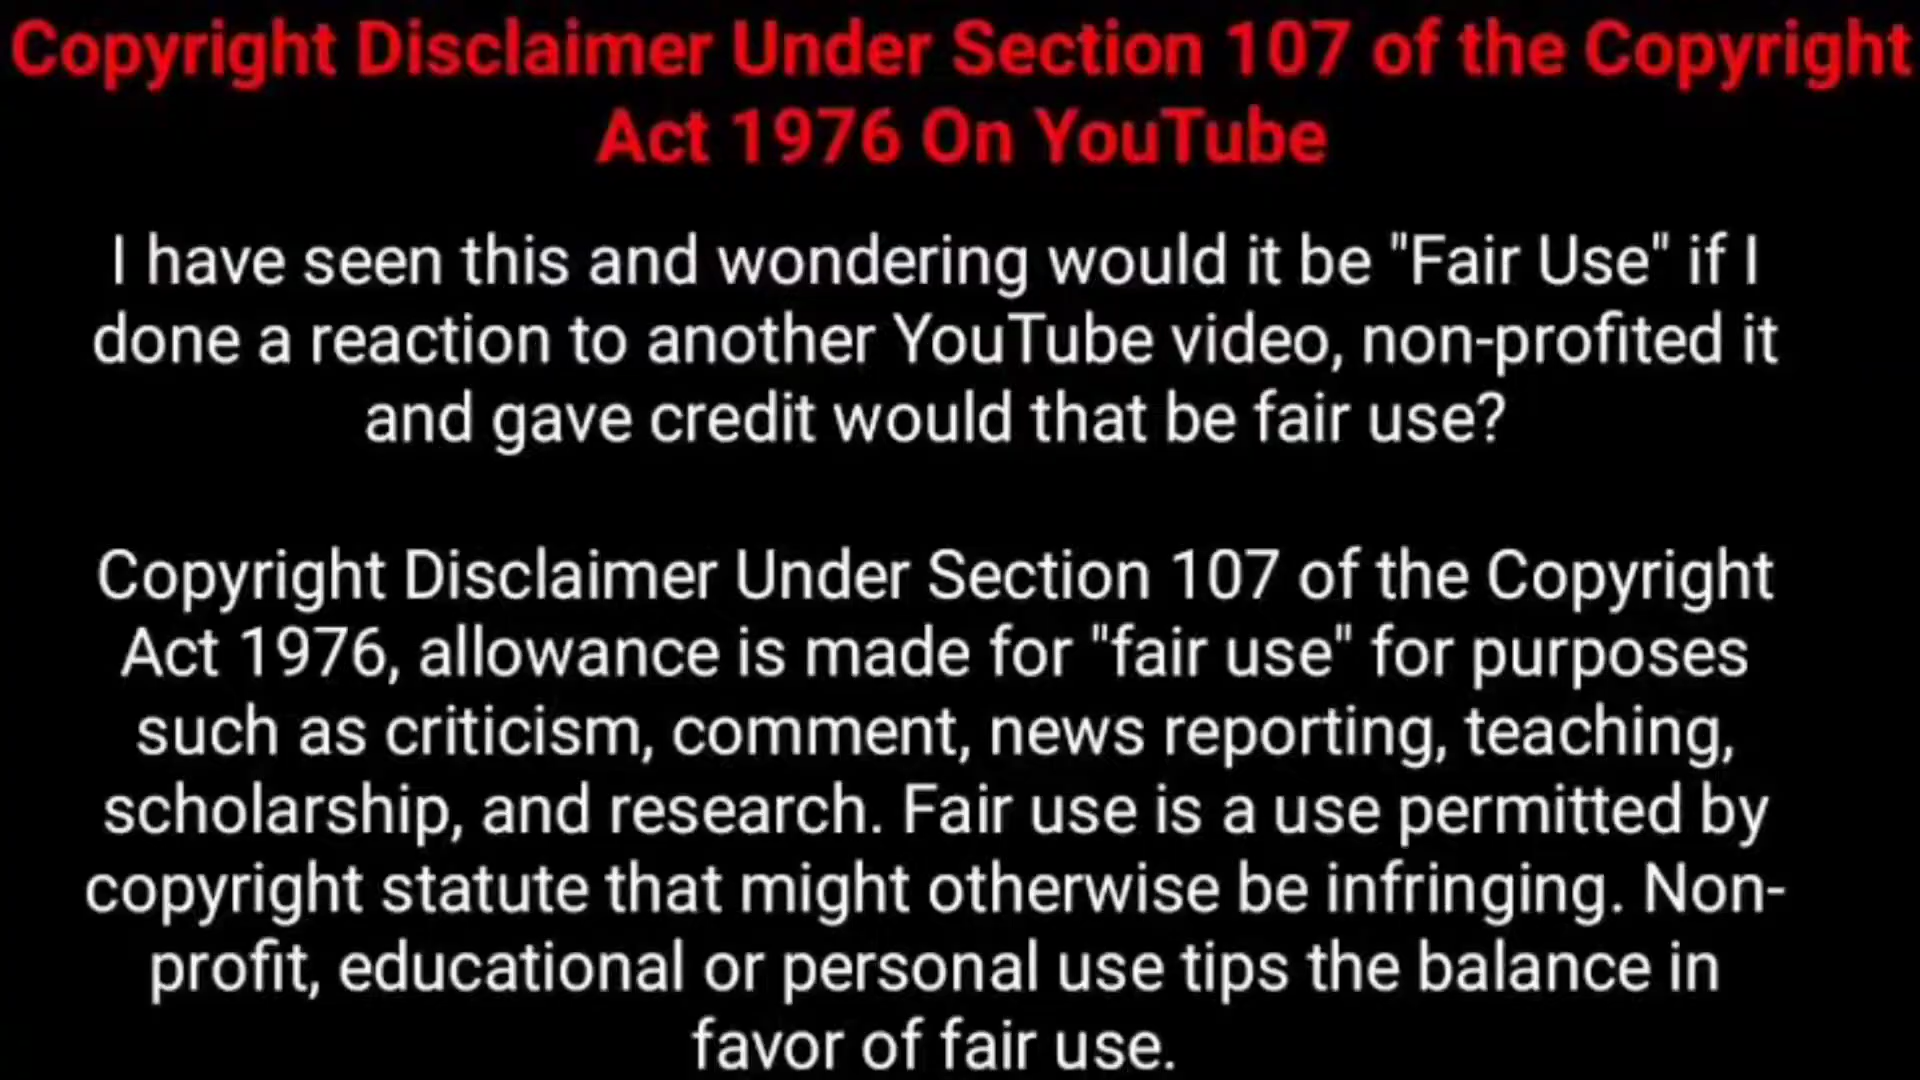 Copyright Disclaimer Under Section 107 of the Copyright
Act 1976 On YouTube
I have seen this and wondering would it be "Fair Use" if I
done a reaction to another YouTube video, non-profited it
and gave credit would that be fair use?
Copyright Disclaimer Under Section 107 of the Copyright
Act 1976, allowance is made for "fair use" for purposes
such as criticism, comment, news reporting, teaching,
scholarship, and research. Fair use is a use permitted by
copyright statute that might otherwise be infringing. Non-
profit, educational or personal use tips the balance in
favor of fair use.